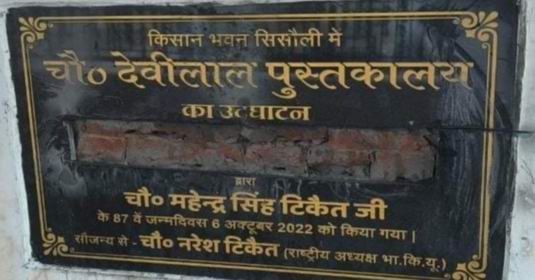 किसान भवन सिसौली में
चौ० देवीलाल पुस्तकालय
का उदघाटन
द्वारा
चौ० महेन्द्र सिंह टिकैत जी
के 87 वें जन्मदिवस 6 अक्टूबर 2022 को किया गया |
सौजन्य से - चौ० नरेश टिकैत (राष्ट्रीय अध्यक्ष भा.कि.यू.)